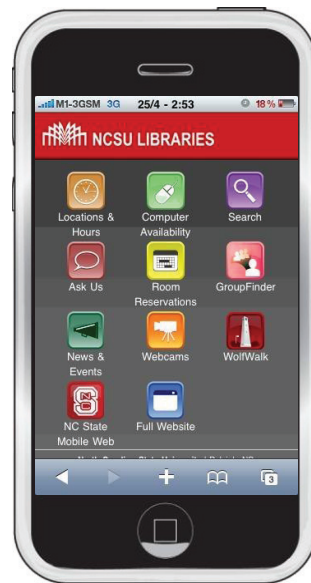 M1-3GSM 3G 25/4 - 2:53 18%
NCSU LIBRARIES
Locations & Hours
Computer Availability
Search
Ask Us
Room Reservations
GroupFinder
News & Events
Webcams
WolfWalk
NC State Mobile Web
Full Website
3